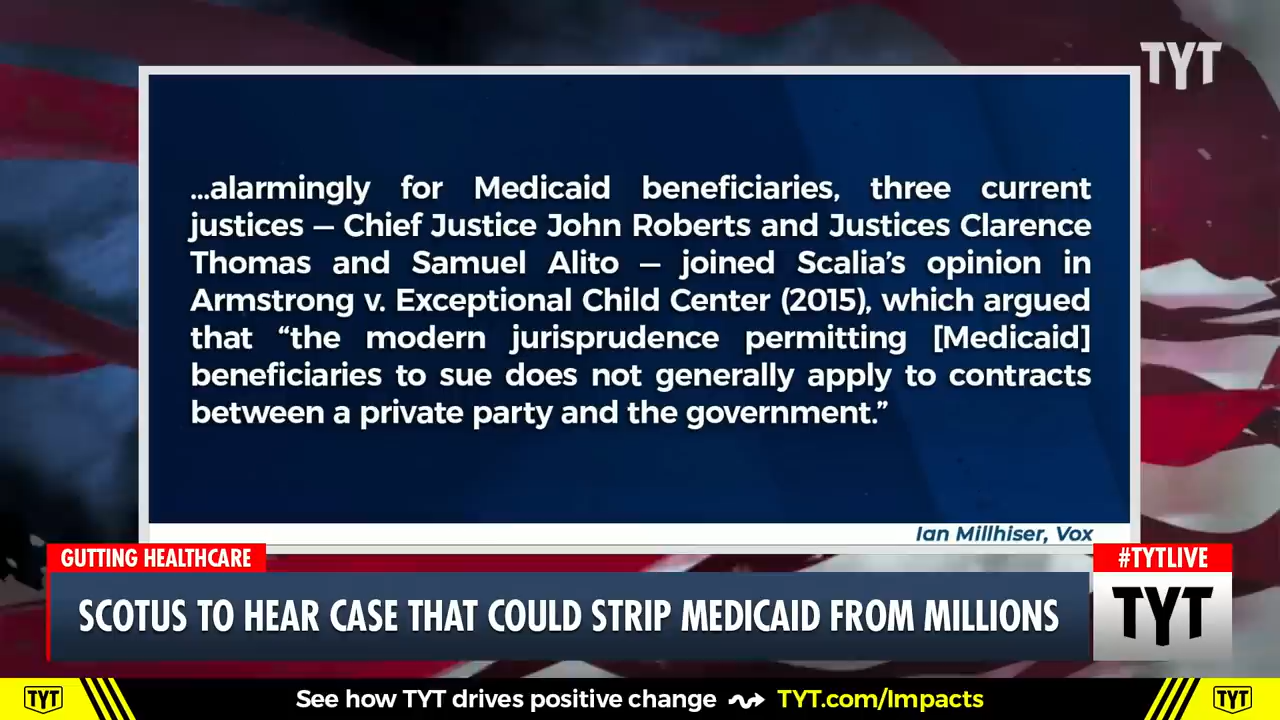 TYT
...alarmingly for Medicaid beneficiaries, three current
justices — Chief Justice John Roberts and Justices Clarence
Thomas and Samuel Alito — joined Scalia’s opinion in
Armstrong v. Exceptional Child Center (2015), which argued
that “the modern jurisprudence permitting [Medicaid]
beneficiaries to sue does not generally apply to contracts
between a private party and the government.”
Ian Millhiser, Vox
GUTTING HEALTHCARE
#TYTLIVE
SCOTUS TO HEAR CASE THAT COULD STRIP MEDICAID FROM MILLIONS
TYT
TYT
See how TYT drives positive change
TYT.com/Impacts
TYT